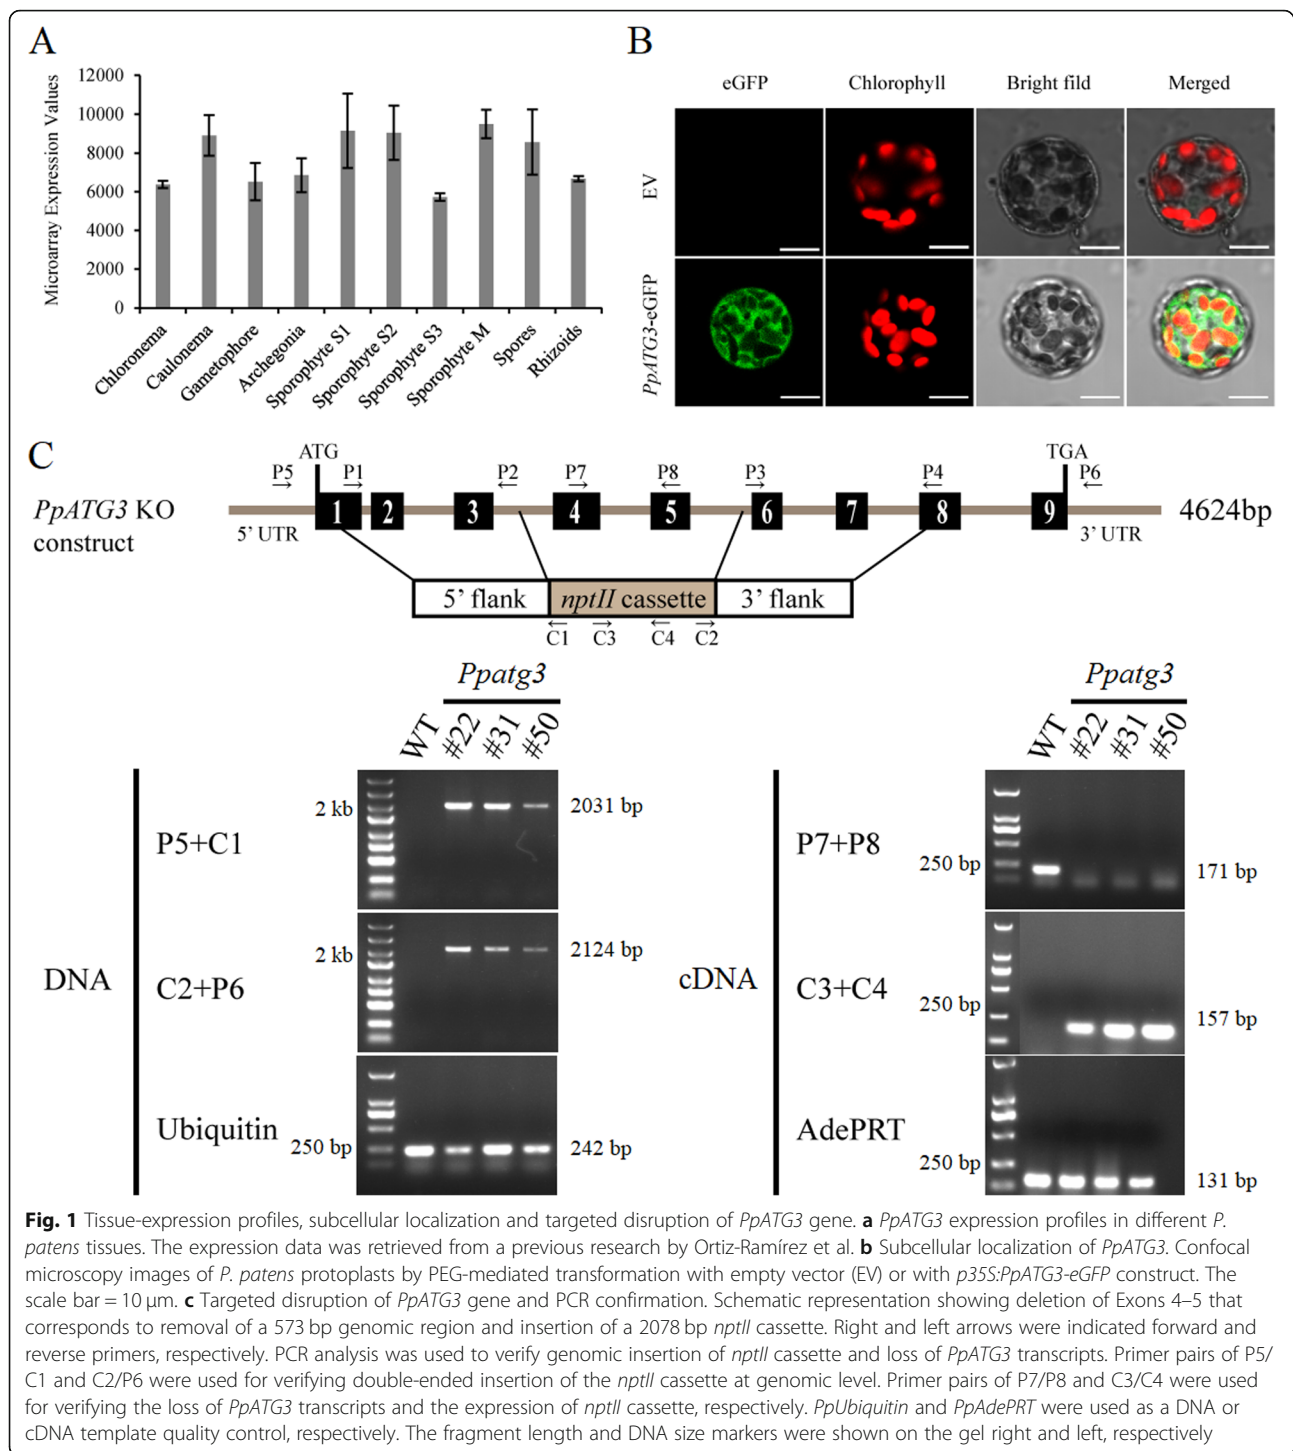 A
Microarray Expression Values
12000
10000
8000
6000
4000
2000
0
Chloronema
Caulonema
Gametophore
Archegonia
Sporophyte S1
Sporophyte S2
Sporophyte S3
Sporophyte M
Spores
Rhizoids
B
eGFP Chlorophyll Bright fild Merged
EV
PpATG3-eGFP
C
PpATG3 KO
construct
ATG TGA
P5 P1 P2 P7 P8 P3 P4 P6
1 2 3 4 5 6 7 8 9
5' UTR 3' UTR
4624bp
5' flank nptII cassette 3' flank
C1 C3 C4 C2
Ppatg3
WT #22 #31 #50
DNA
P5+C1 2 kb 2031 bp
C2+P6 2 kb 2124 bp
Ubiquitin 250 bp 242 bp
Ppatg3
WT #22 #31 #50
cDNA
P7+P8 250 bp 171 bp
C3+C4 250 bp 157 bp
AdePRT 250 bp 131 bp
Fig. 1 Tissue-expression profiles, subcellular localization and targeted disruption of PpATG3 gene. a PpATG3 expression profiles in different P.
patens tissues. The expression data was retrieved from a previous research by Ortiz-Ramírez et al. b Subcellular localization of PpATG3. Confocal
microscopy images of P. patens protoplasts by PEG-mediated transformation with empty vector (EV) or with p35S:PpATG3-eGFP construct. The
scale bar = 10 μm. c Targeted disruption of PpATG3 gene and PCR confirmation. Schematic representation showing deletion of Exons 4–5 that
corresponds to removal of a 573 bp genomic region and insertion of a 2078 bp nptII cassette. Right and left arrows were indicated forward and
reverse primers, respectively. PCR analysis was used to verify genomic insertion of nptII cassette and loss of PpATG3 transcripts. Primer pairs of P5/
C1 and C2/P6 were used for verifying double-ended insertion of the nptII cassette at genomic level. Primer pairs of P7/P8 and C3/C4 were used
for verifying the loss of PpATG3 transcripts and the expression of nptII cassette, respectively. PpUbiquitin and PpAdePRT were used as a DNA or
cDNA template quality control, respectively. The fragment length and DNA size markers were shown on the gel right and left, respectively